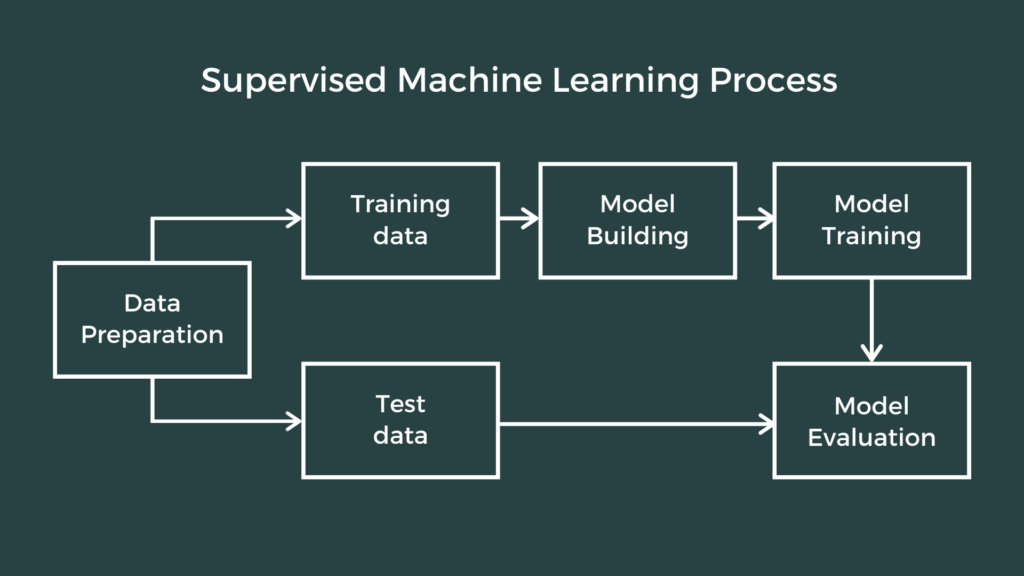 Supervised Machine Learning Process
Training
data
Model
Building
Model
Training
Data
Preparation
Test
data
Model
Evaluation